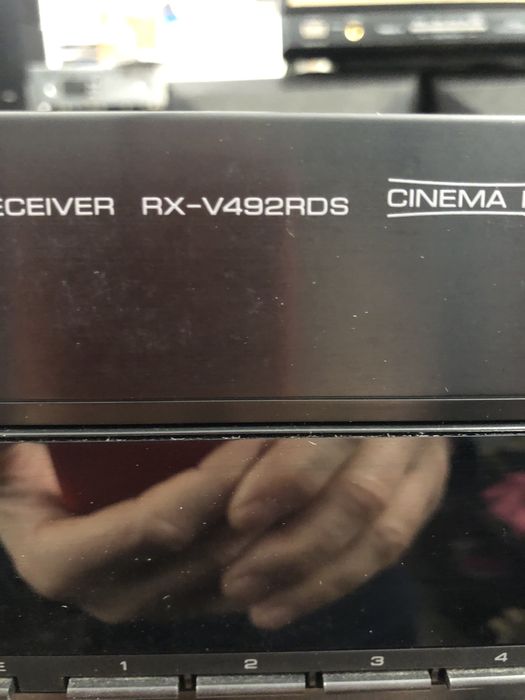 ECEIVER RX-V492RDS CINEMA
E 1 2 3 4